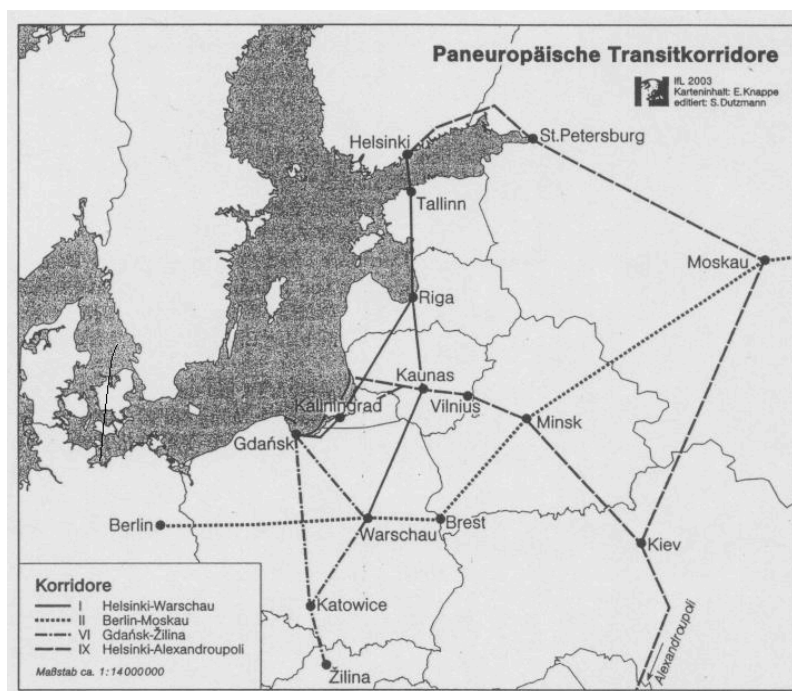 Paneuropäische Transitkorridore
IfL 2003
Karteninhalt: E.Knappe
editiert: S.Dutzmann
Helsinki
St.Petersburg
Tallinn
Moskau
Riga
Kaunas
Kaliningrad
Vilnius
Minsk
Gdańsk
Berlin
Warschau
Brest
Kiev
Katowice
Žilina
Alexandroupoli
Korridore
I Helsinki-Warschau
II Berlin-Moskau
VI Gdańsk-Žilina
IX Helsinki-Alexandroupoli
Maßstab ca. 1:14000000